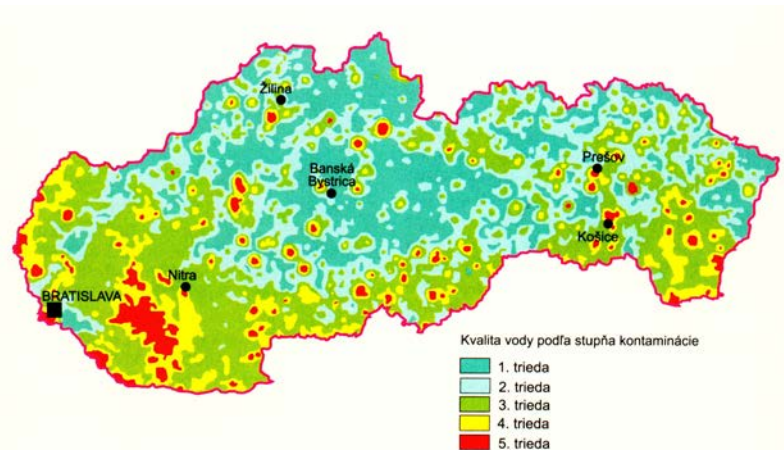 Žilina
Prešov
Banská
Bystrica
Košice
Nitra
BRATISLAVA
Kvalita vody podľa stupňa kontaminácie
1. trieda
2. trieda
3. trieda
4. trieda
5. trieda